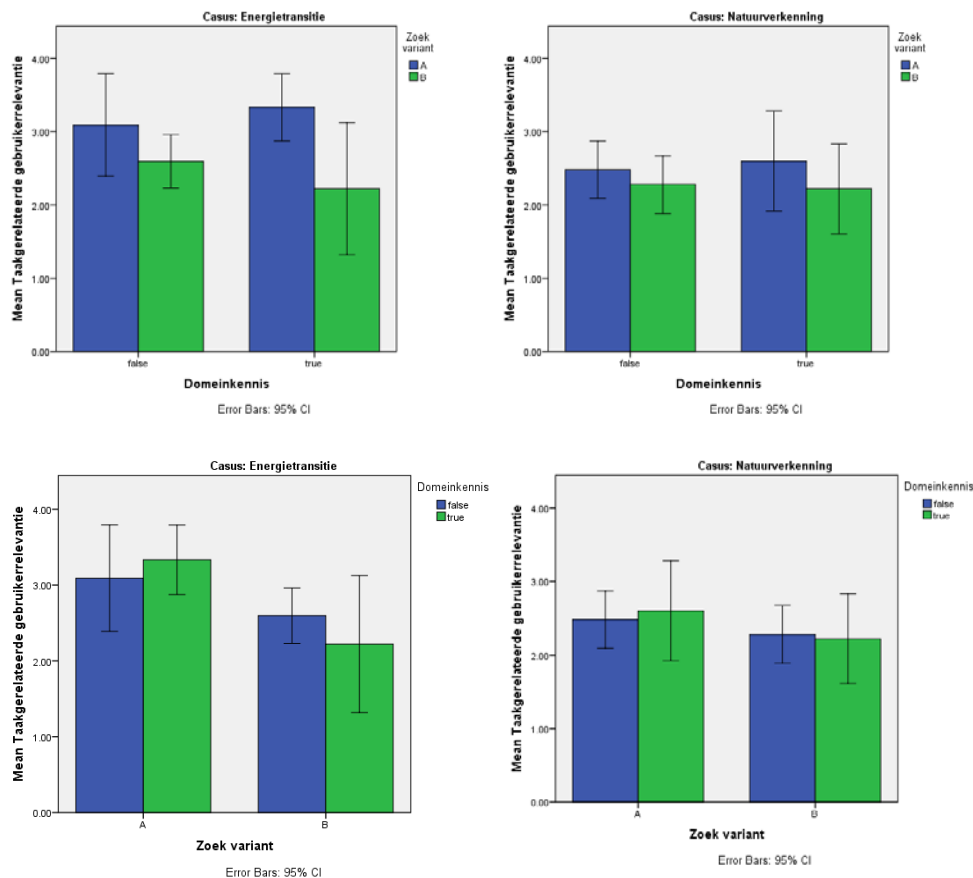 Casus: Energietransitie
Zoek
variant
A
B
4.00
3.00
2.00
1.00
0.00
Mean Taakgerelateerde gebruikerrelevantie
false
true
Domeinkennis
Error Bars: 95% CI
Casus: Natuurverkenning
Zoek
variant
A
B
4.00
3.00
2.00
1.00
0.00
Mean Taakgerelateerde gebruikerrelevantie
false
true
Domeinkennis
Error Bars: 95% CI
Casus: Energietransitie
Domeinkennis
false
true
4.00
3.00
2.00
1.00
0.00
Mean Taakgerelateerde gebruikerrelevantie
A
B
Zoek variant
Error Bars: 95% CI
Casus: Natuurverkenning
Domeinkennis
false
true
4.00
3.00
2.00
1.00
0.00
Mean Taakgerelateerde gebruikerrelevantie
A
B
Zoek variant
Error Bars: 95% CI